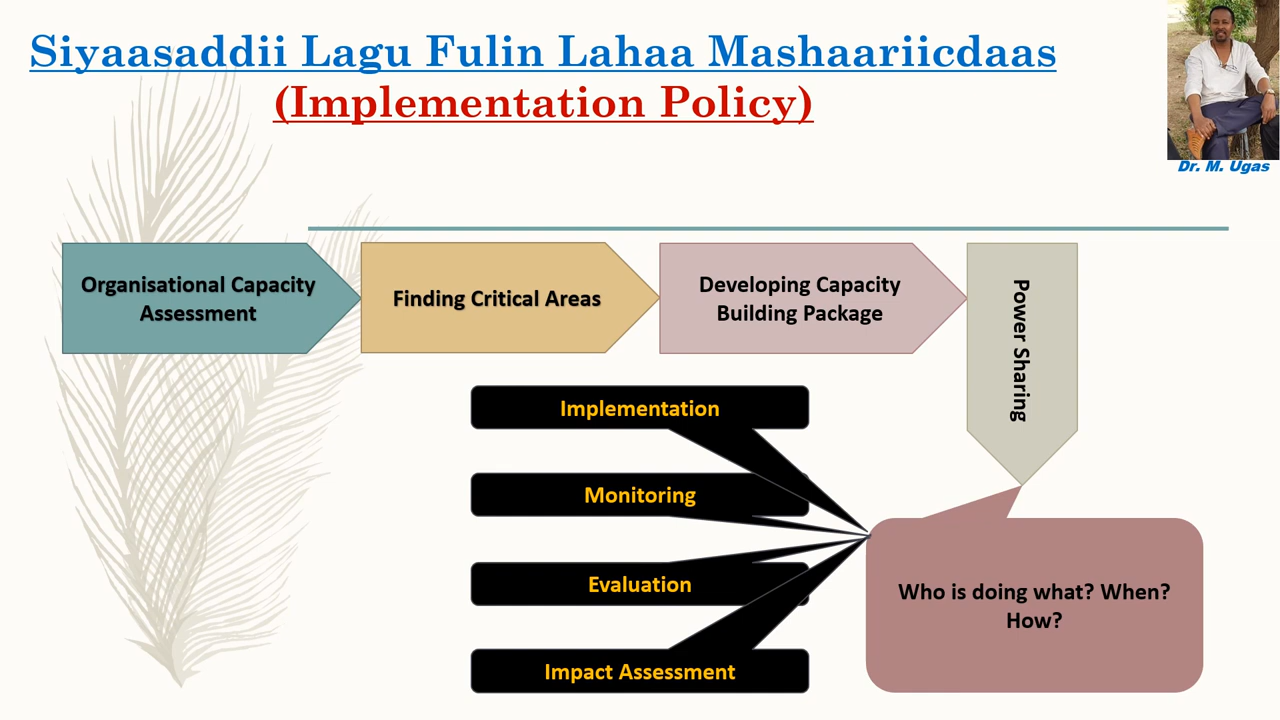 Siyaasaddii Lagu Fulin Lahaa Mashaariicdaas
(Implementation Policy)
Dr. M. Ugas
Organisational Capacity
Assessment
Finding Critical Areas
Developing Capacity
Building Package
Power Sharing
Implementation
Monitoring
Evaluation
Impact Assessment
Who is doing what? When?
How?